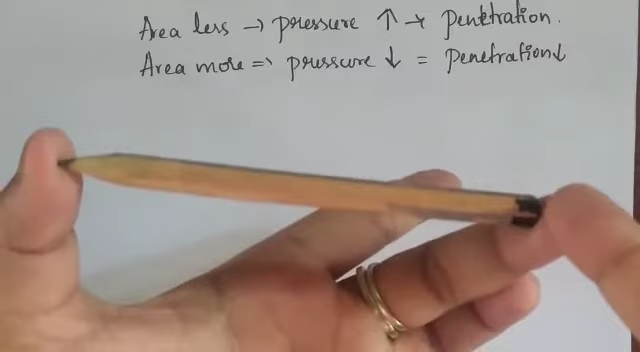 Area less → pressure ↑ → penetration.
Area more => pressure ↓ = Penetration↓